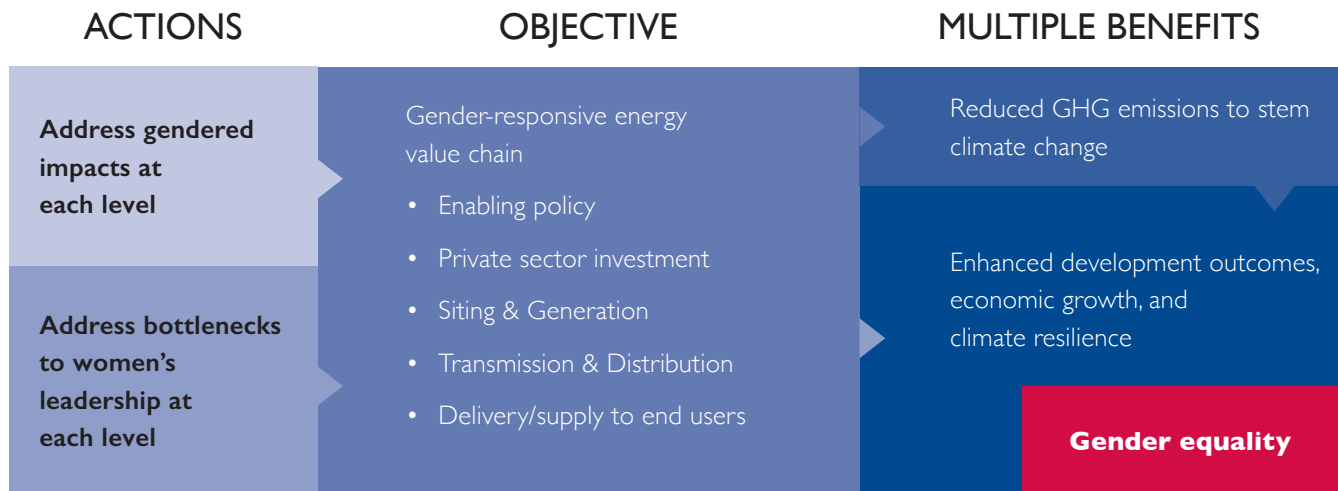 ACTIONS
OBJECTIVE
MULTIPLE BENEFITS
Address gendered
impacts at
each level
Address bottlenecks
to women’s
leadership at
each level
Gender-responsive energy
value chain
• Enabling policy
• Private sector investment
• Siting & Generation
• Transmission & Distribution
• Delivery/supply to end users
Reduced GHG emissions to stem
climate change
Enhanced development outcomes,
economic growth, and
climate resilience
Gender equality